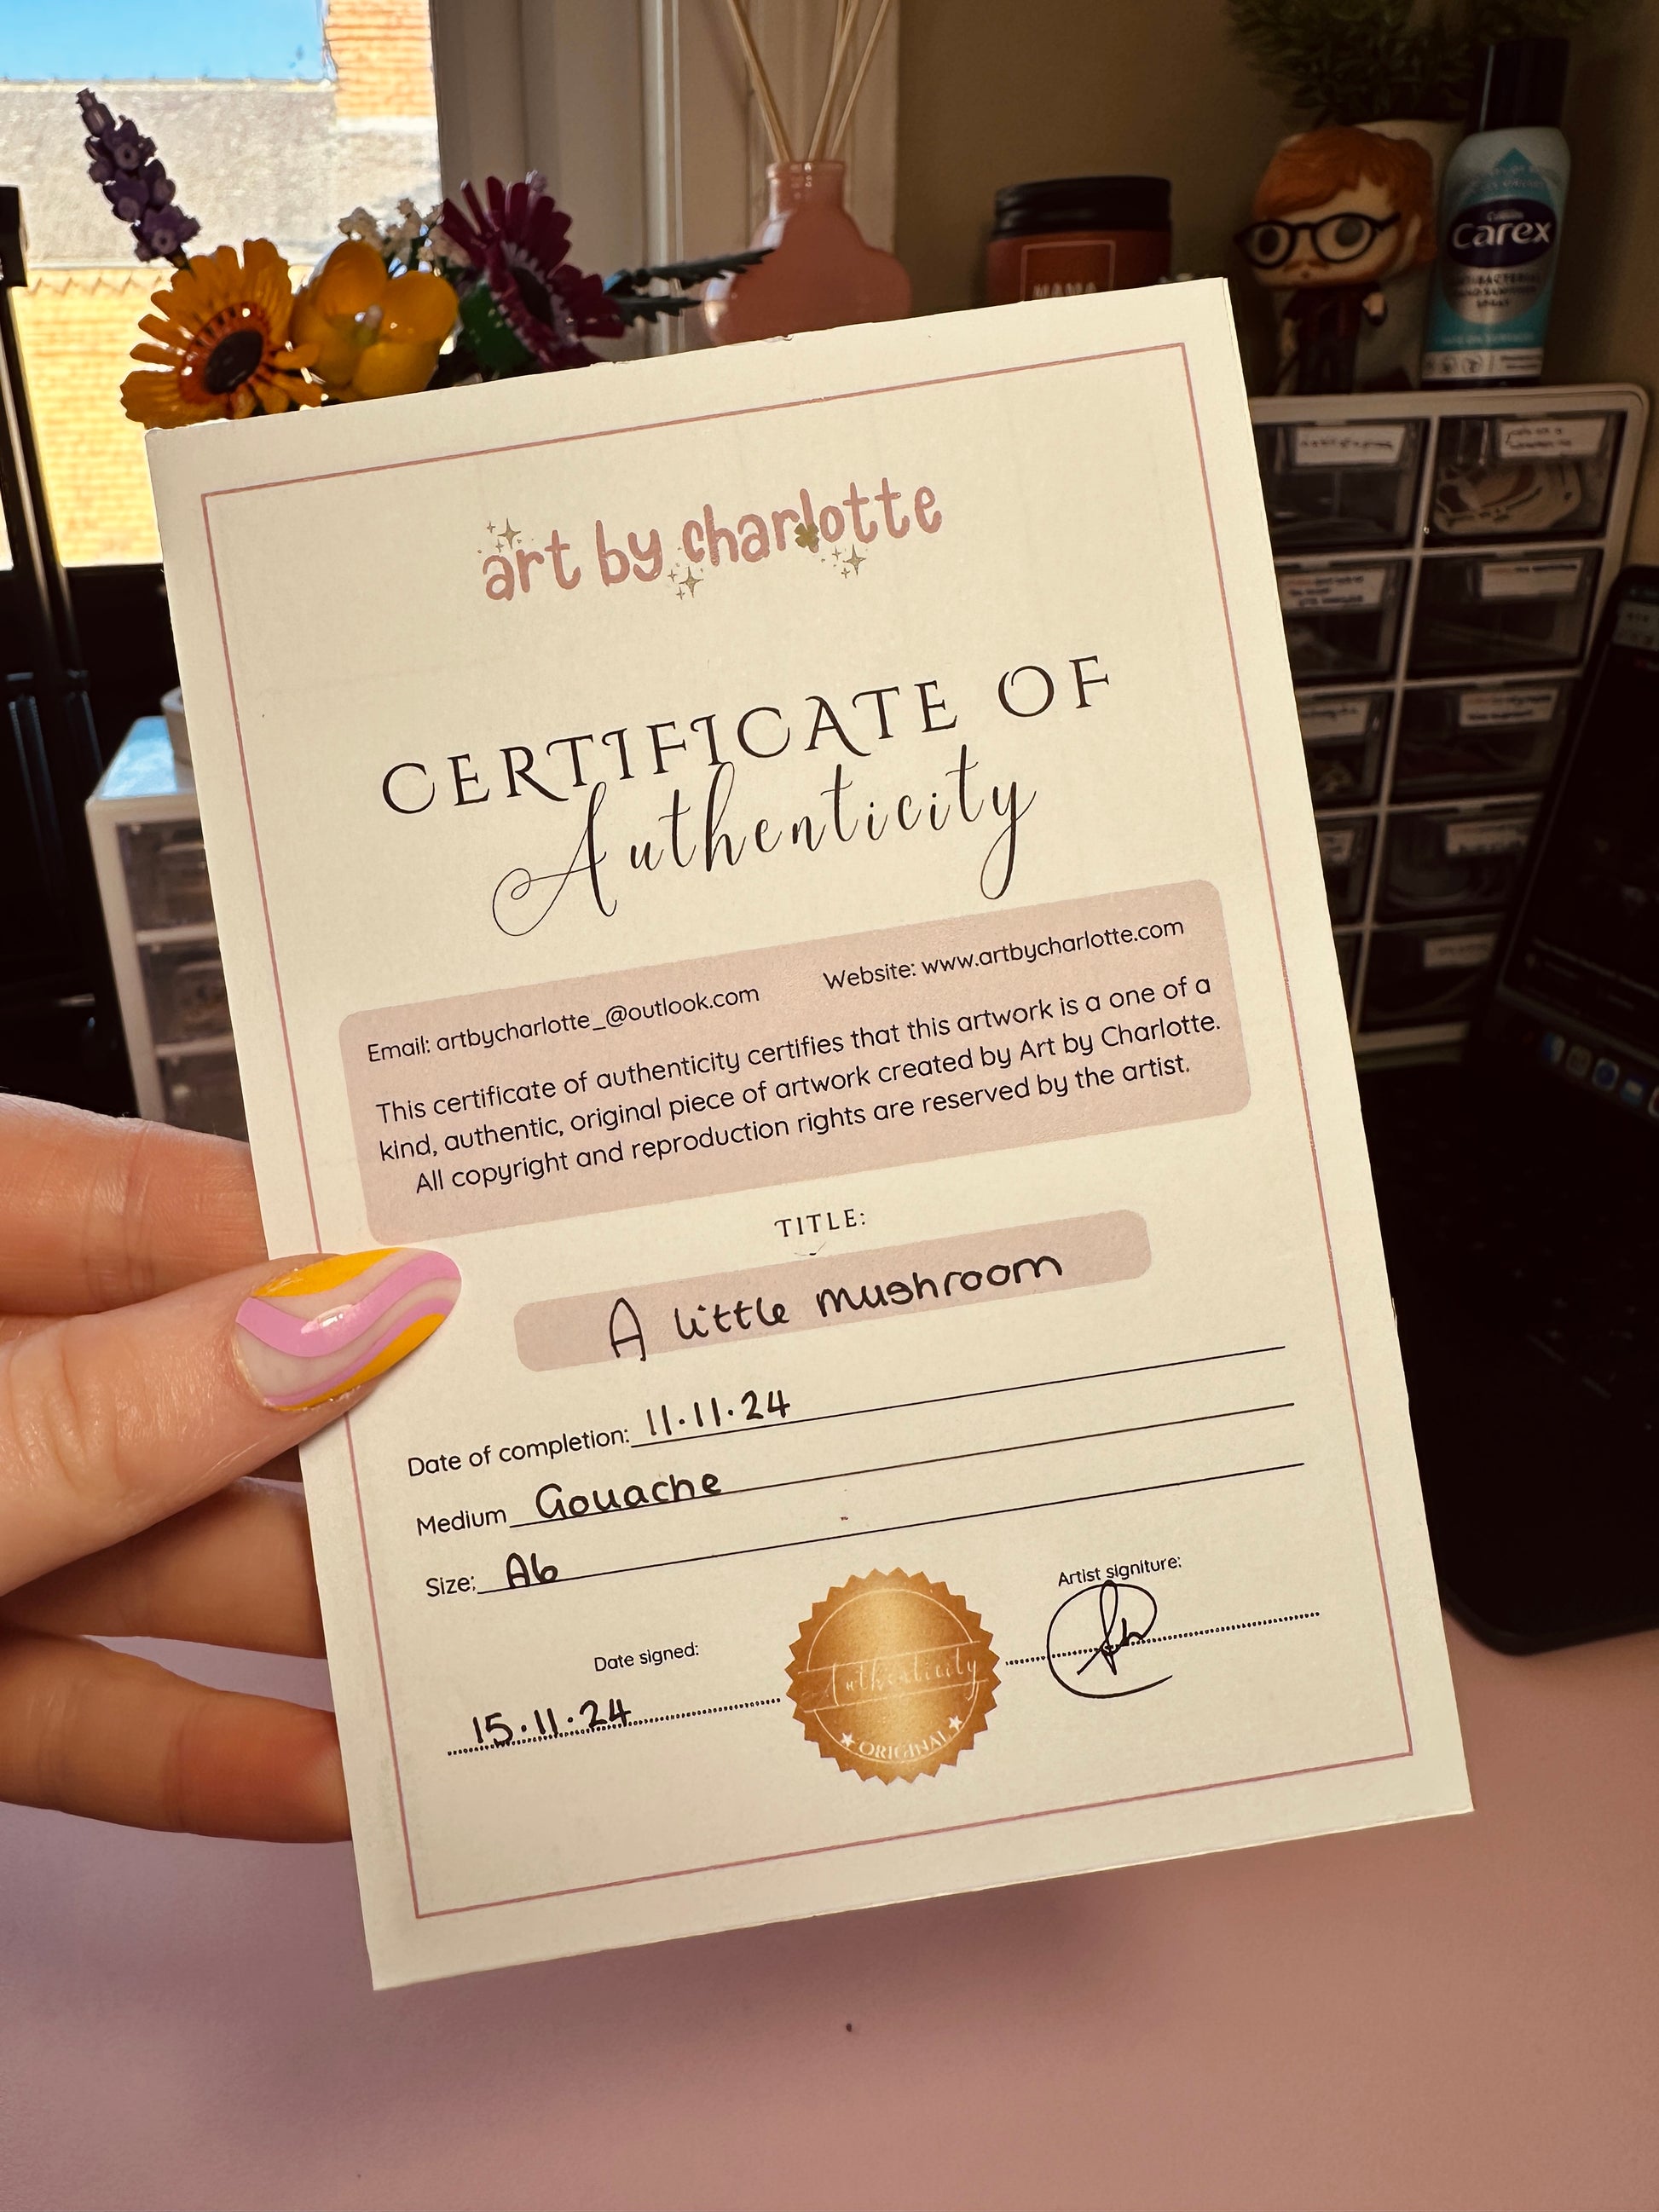 Carex
MAMA
art by charlotte
CERTIFICATE OF
Authenticity
Email: artbycharlotte_@outlook.com Website: www.artbycharlotte.com
This certificate of authenticity certifies that this artwork is a one of a
kind, authentic, original piece of artwork created by Art by Charlotte.
All copyright and reproduction rights are reserved by the artist.
TITLE:
A little mushroom
Date of completion: 11.11.24
Medium Gouache
Size: A6
Date signed:
15.11.24
Authenticity
ORIGINAL
Artist signiture: